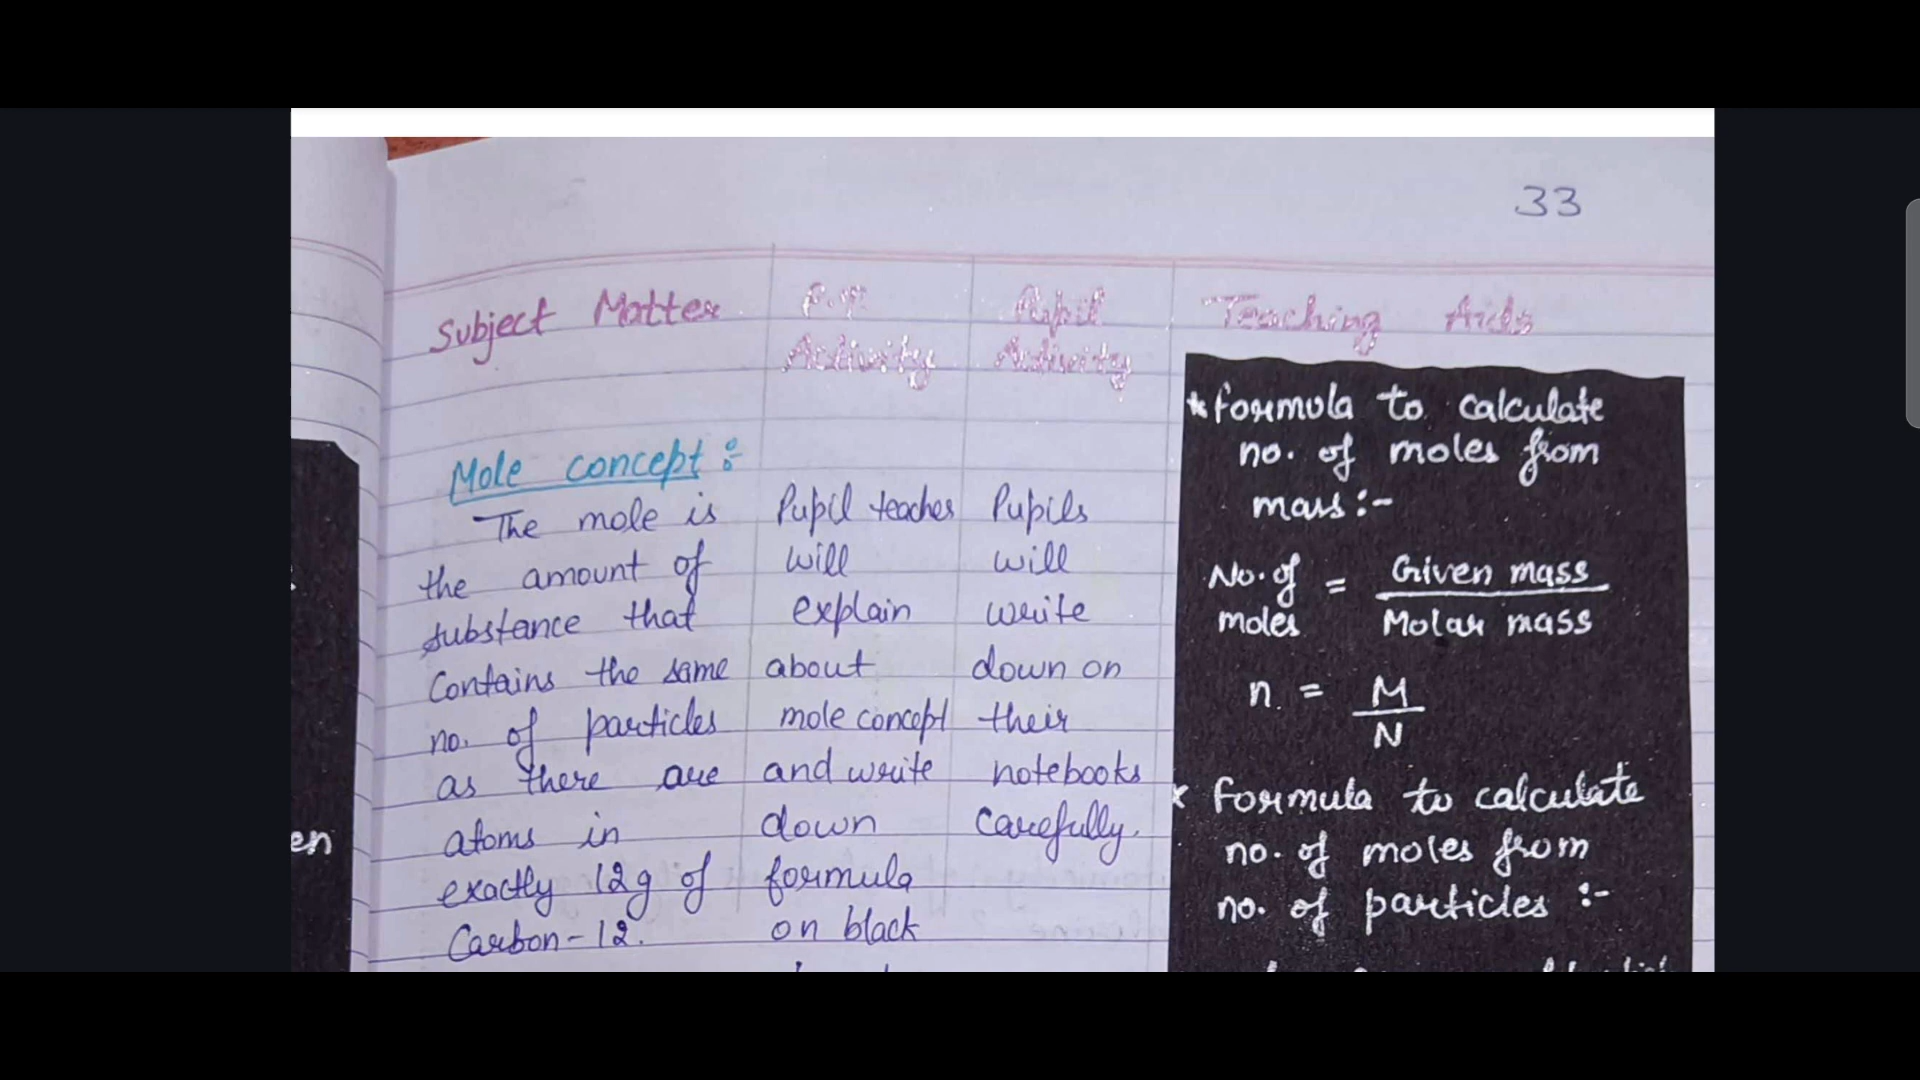 33
Subject Matter
P.T. Activity
Pupil Activity
Teaching Aids
Mole concept :-
The mole is
the amount of
substance that
Contains the same
no. of particles
as there are
atoms in
exactly 12g of
Carbon-12.
Pupil teaches
will
explain
about
mole concept
and write
down
formula
on black
Pupils
will
write
down on
their
notebooks
carefully.
* formula to calculate
no. of moles from
mass :-
No. of moles = Given mass / Molar mass
n = M / N
* formula to calculate
no. of moles from
no. of particles :-
en